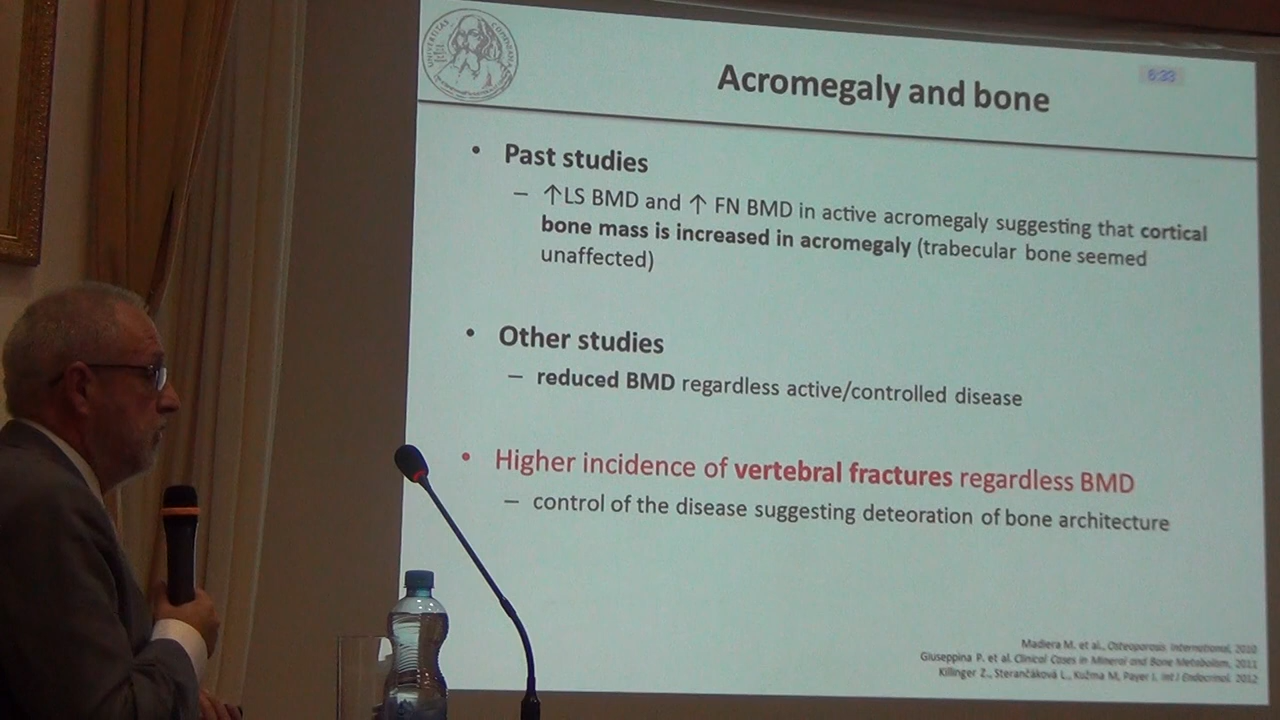 Acromegaly and bone
6:33
• Past studies
– ↑LS BMD and ↑ FN BMD in active acromegaly suggesting that cortical
bone mass is increased in acromegaly (trabecular bone seemed
unaffected)
• Other studies
– reduced BMD regardless active/controlled disease
• Higher incidence of vertebral fractures regardless BMD
– control of the disease suggesting deteoration of bone architecture
Madiera M. et al., Osteoporosis International, 2010
Giuseppina P. et al. Clinical Cases in Mineral and Bone Metabolism. 2011
Killinger Z., Sterančáková L., Kužma M, Payer J. Int J Endocrinol. 2012